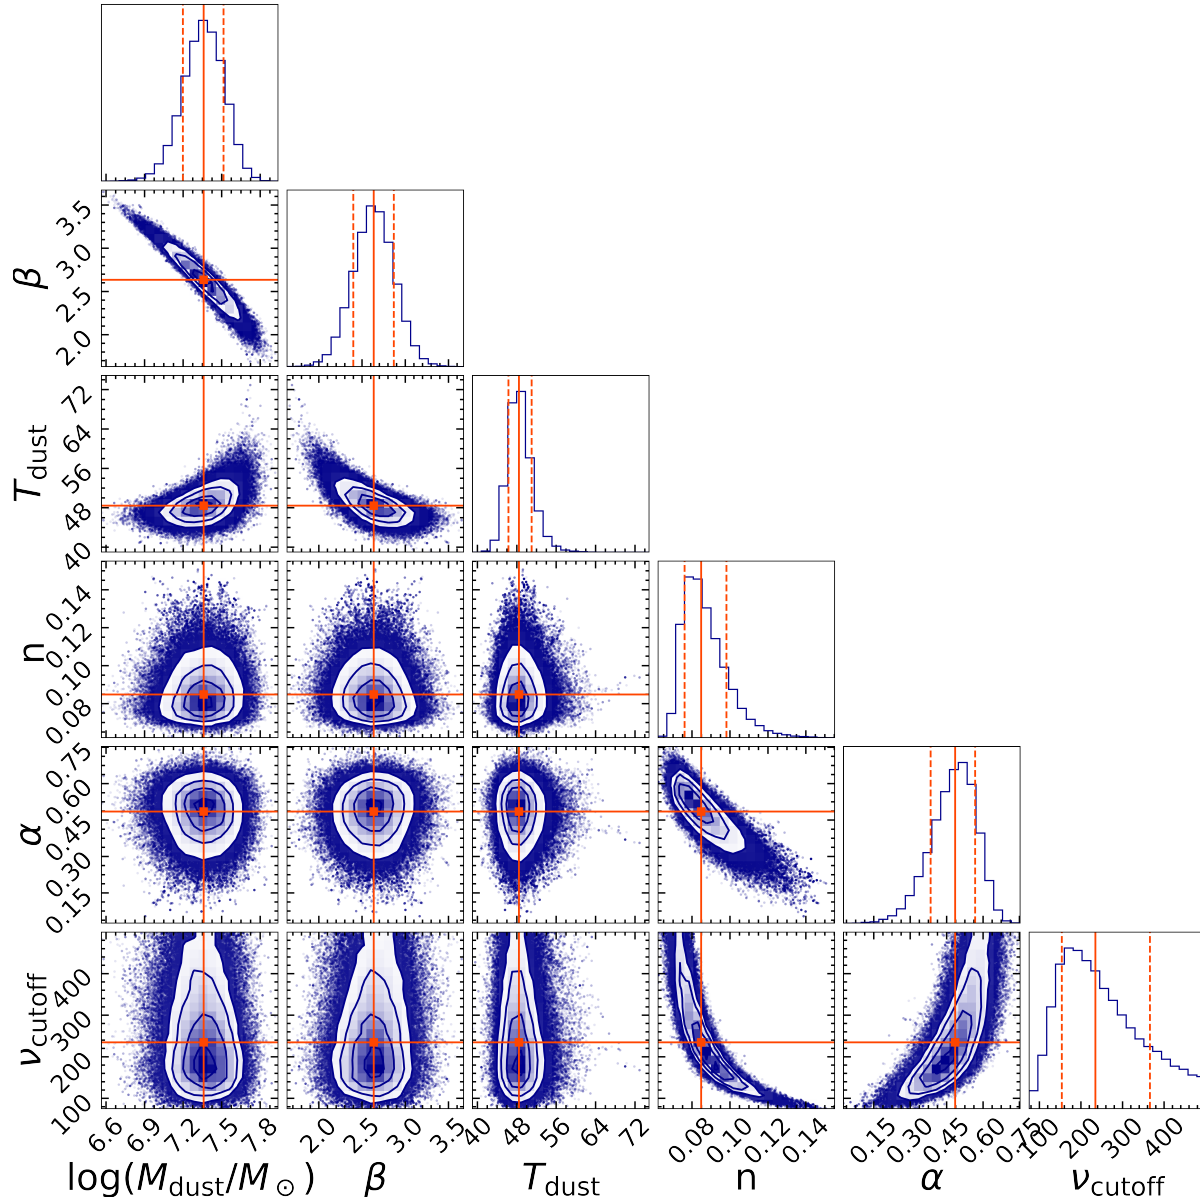 3.5
3.0
2.5
2.0
β
72
64
56
48
40
T_dust
0.14
0.12
0.10
0.08
n
0.75
0.60
0.45
0.30
0.15
α
400
300
200
100
ν_cutoff
6.6 6.9 7.2 7.5 7.8
2.0 2.5 3.0 3.5
40 48 56 64 72
0.08 0.10 0.12 0.14
0.15 0.30 0.45 0.60 0.75
100 200 300 400
log(M_dust/M_⊙) β T_dust n α ν_cutoff